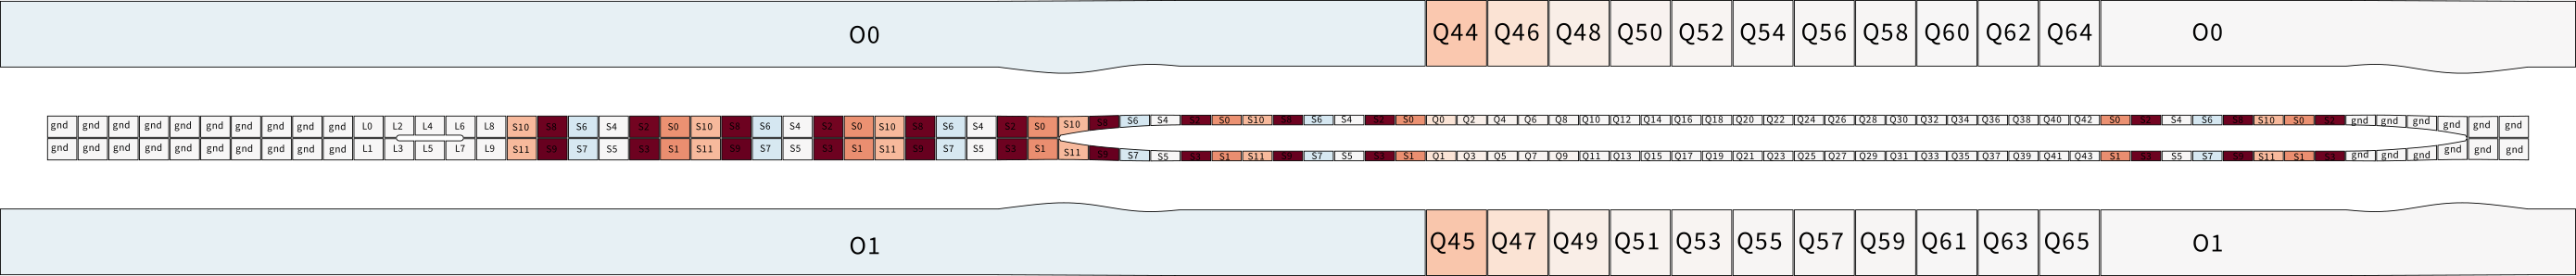 O0 Q44 Q46 Q48 Q50 Q52 Q54 Q56 Q58 Q60 Q62 Q64 O0
gnd gnd gnd gnd gnd gnd gnd gnd gnd gnd L0 L2 L4 L6 L8 S10 S8 S6 S4 S2 S0 S10 S8 S6 S4 S2 S0 S10 S8 S6 S4 S2 S0 S10 S8 S6 S4 S2 S0 S10 S8 S6 S4 S2 S0 Q0 Q2 Q4 Q6 Q8 Q10 Q12 Q14 Q16 Q18 Q20 Q22 Q24 Q26 Q28 Q30 Q32 Q34 Q36 Q38 Q40 Q42 S0 S2 S4 S6 S8 S10 S0 S2 gnd gnd gnd gnd gnd gnd
gnd gnd gnd gnd gnd gnd gnd gnd gnd gnd L1 L3 L5 L7 L9 S11 S9 S7 S5 S3 S1 S11 S9 S7 S5 S3 S1 S11 S9 S7 S5 S3 S1 S11 S9 S7 S5 S3 S1 S11 S9 S7 S5 S3 S1 Q1 Q3 Q5 Q7 Q9 Q11 Q13 Q15 Q17 Q19 Q21 Q23 Q25 Q27 Q29 Q31 Q33 Q35 Q37 Q39 Q41 Q43 S1 S3 S5 S7 S9 S11 S1 S3 gnd gnd gnd gnd gnd gnd
O1 Q45 Q47 Q49 Q51 Q53 Q55 Q57 Q59 Q61 Q63 Q65 O1